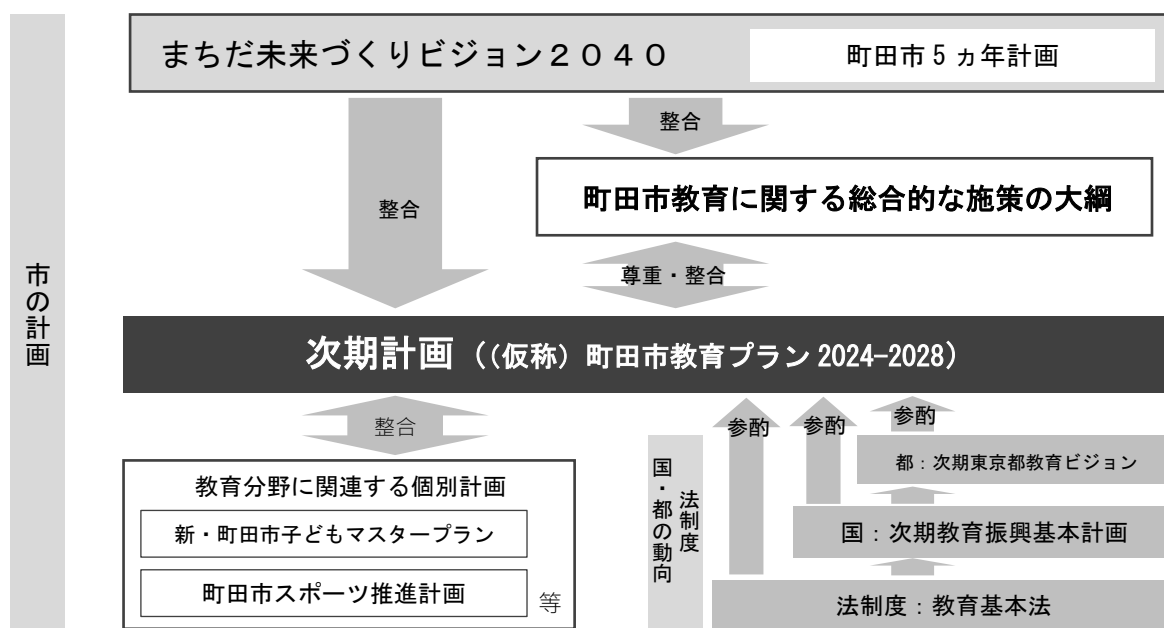 まちだ未来づくりビジョン２０４０
町田市５ヵ年計画
整合
整合
町田市教育に関する総合的な施策の大綱
尊重・整合
市の計画
次期計画（（仮称）町田市教育プラン 2024-2028）
整合
参酌
参酌
参酌
教育分野に関連する個別計画
新・町田市子どもマスタープラン
町田市スポーツ推進計画
等
法制度
国・都の動向
都：次期東京都教育ビジョン
国：次期教育振興基本計画
法制度：教育基本法